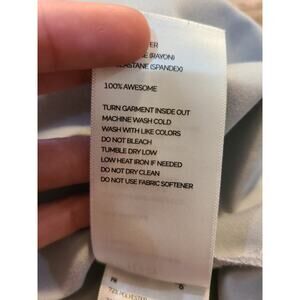 (RAYON)
(SPANDEX)
100% AWESOME
TURN GARMENT INSIDE OUT
MACHINE WASH COLD
WASH WITH LIKE COLORS
DO NOT BLEACH
TUMBLE DRY LOW
LOW HEAT IRON IF NEEDED
DO NOT DRY CLEAN
DO NOT USE FABRIC SOFTENER